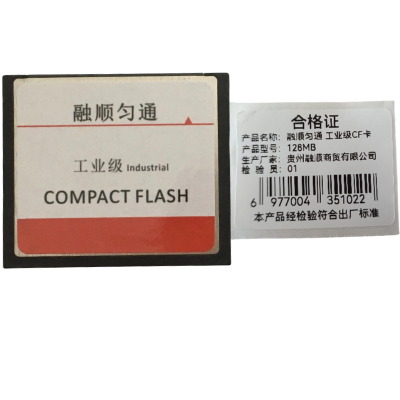 融顺匀通
工业级 Industrial
COMPACT FLASH
合格证
产品名称: 融顺匀通 工业级CF卡
产品型号: 128MB
生产厂家: 贵州融顺商贸有限公司
检 验 员: 01
6 977004 351022
本产品经检验符合出厂标准